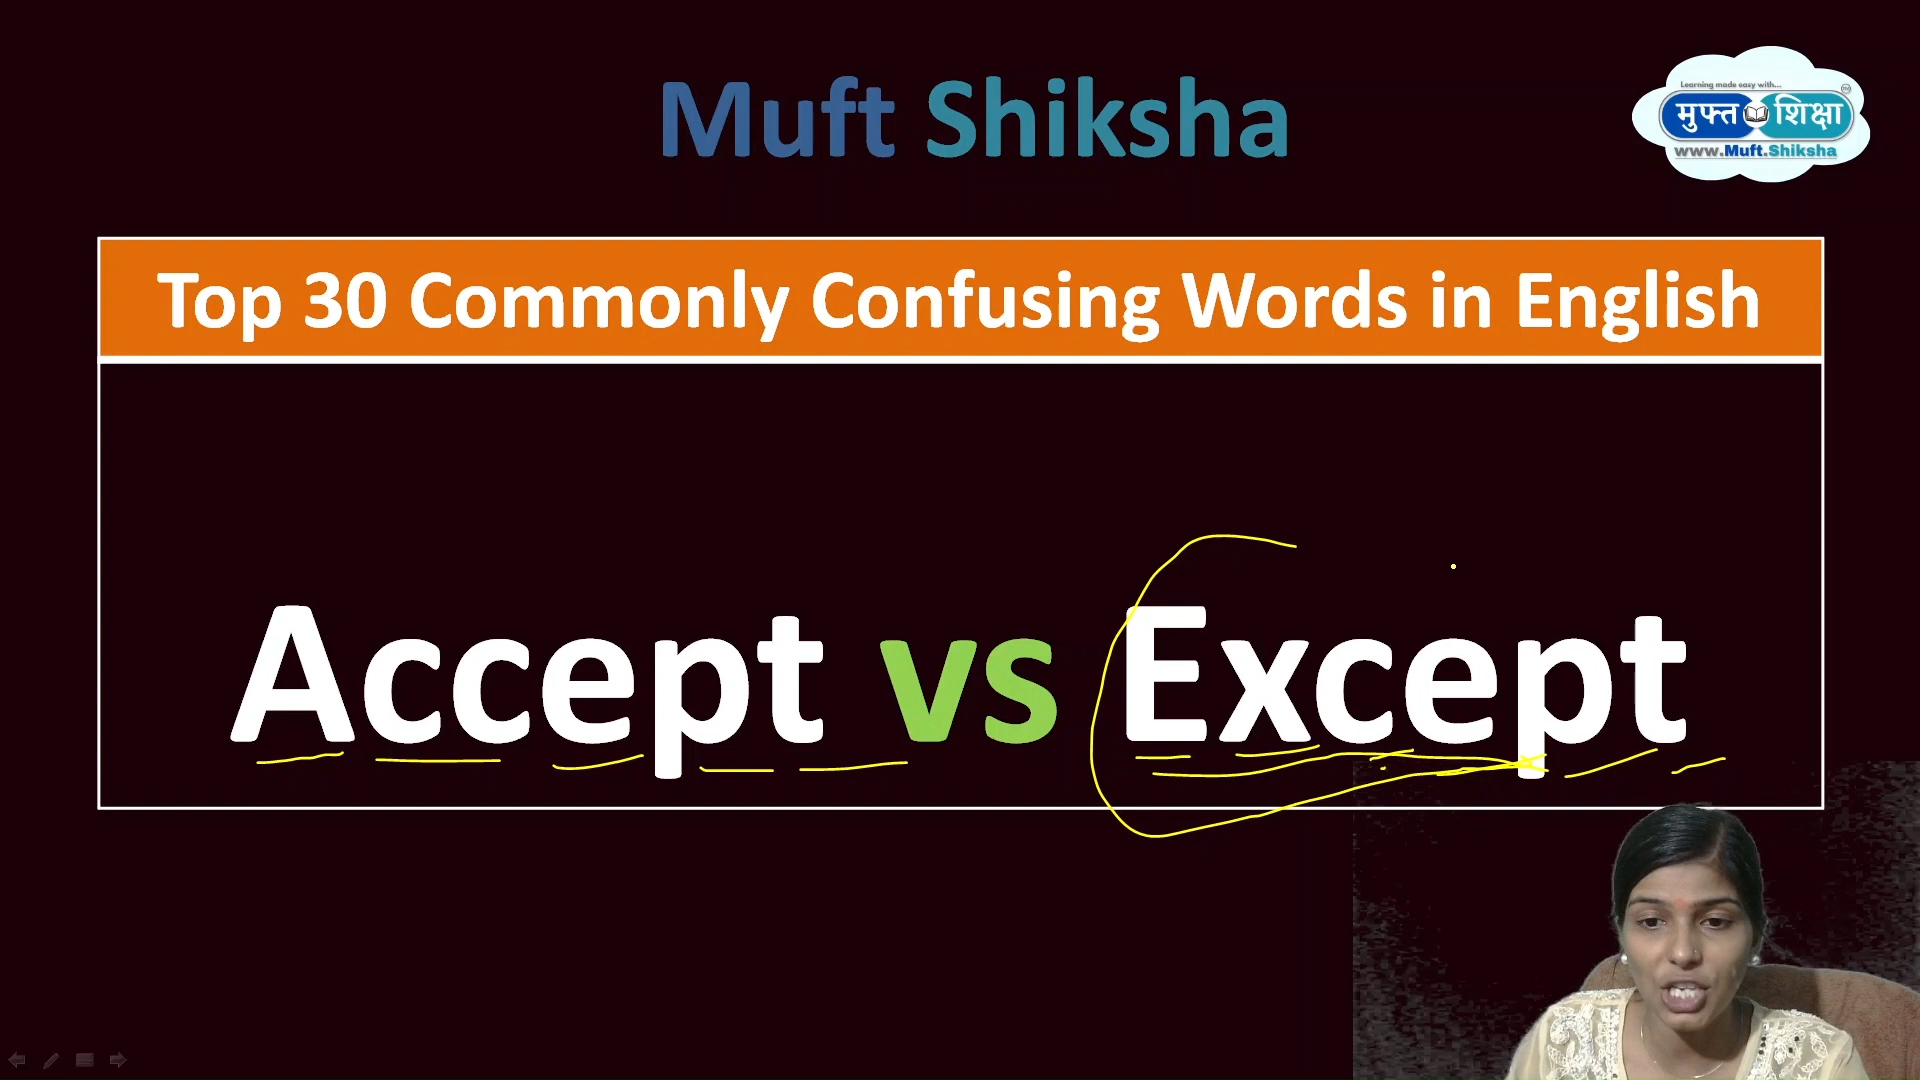 Muft Shiksha
Learning made easy with...
मुफ्त शिक्षा
www.Muft.Shiksha
Top 30 Commonly Confusing Words in English
Accept vs Except